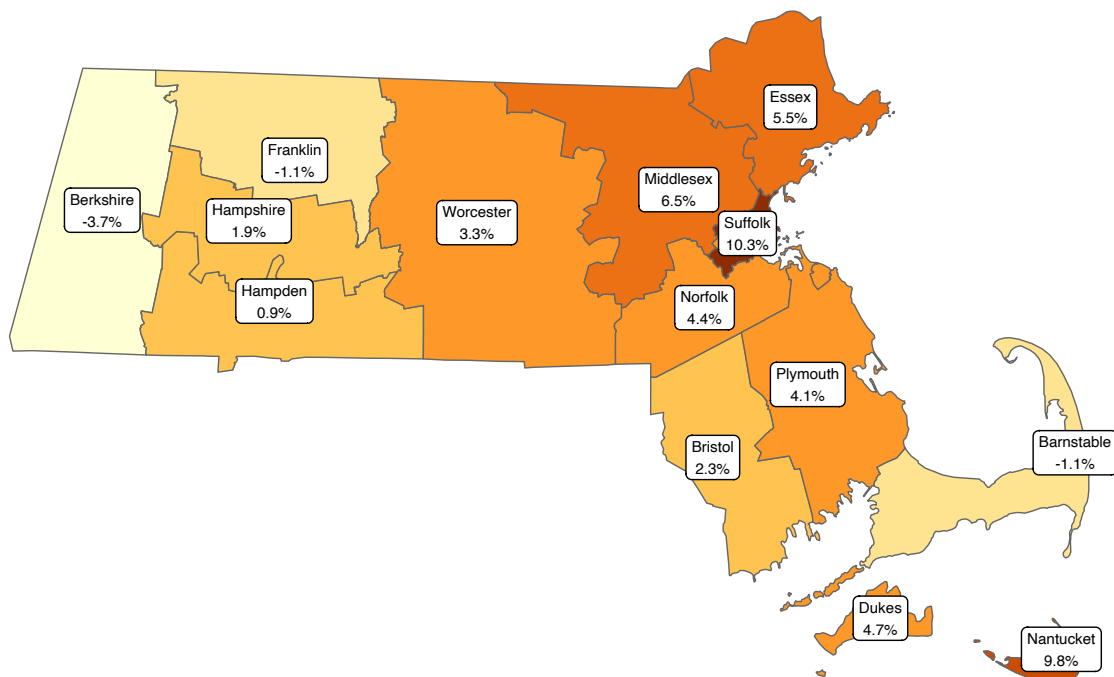 Essex
5.5%
Franklin
-1.1%
Middlesex
6.5%
Berkshire
-3.7%
Hampshire
1.9%
Worcester
3.3%
Suffolk
10.3%
Hampden
0.9%
Norfolk
4.4%
Plymouth
4.1%
Bristol
2.3%
Barnstable
-1.1%
Dukes
4.7%
Nantucket
9.8%